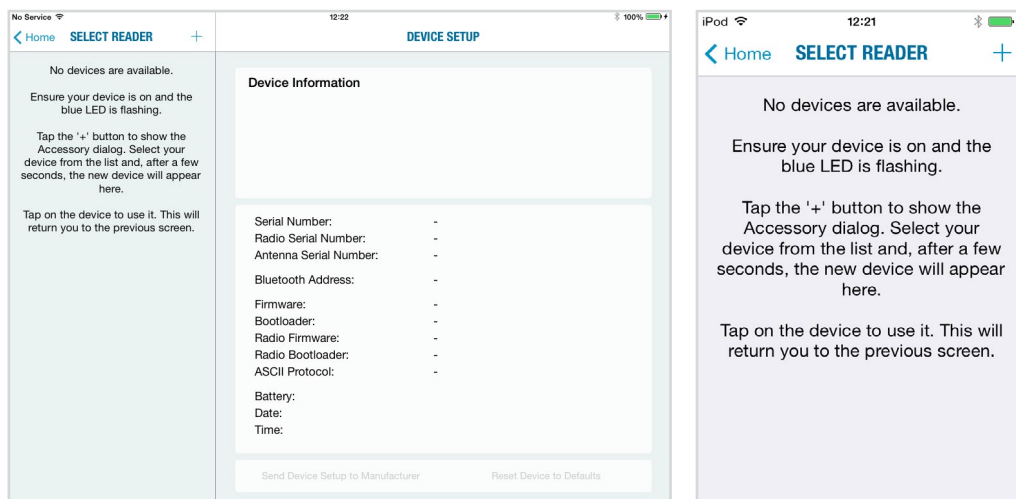 No Service 12:22 100%
Home SELECT READER + DEVICE SETUP
No devices are available.
Ensure your device is on and the
blue LED is flashing.
Tap the '+' button to show the
Accessory dialog. Select your
device from the list and, after a few
seconds, the new device will appear
here.
Tap on the device to use it. This will
return you to the previous screen.
Device Information
Serial Number: -
Radio Serial Number: -
Antenna Serial Number: -
Bluetooth Address: -
Firmware: -
Bootloader: -
Radio Firmware: -
Radio Bootloader: -
ASCII Protocol: -
Battery:
Date:
Time:
Send Device Setup to Manufacturer Reset Device to Defaults
iPod 12:21
Home SELECT READER +
No devices are available.
Ensure your device is on and the
blue LED is flashing.
Tap the '+' button to show the
Accessory dialog. Select your
device from the list and, after a few
seconds, the new device will appear
here.
Tap on the device to use it. This will
return you to the previous screen.